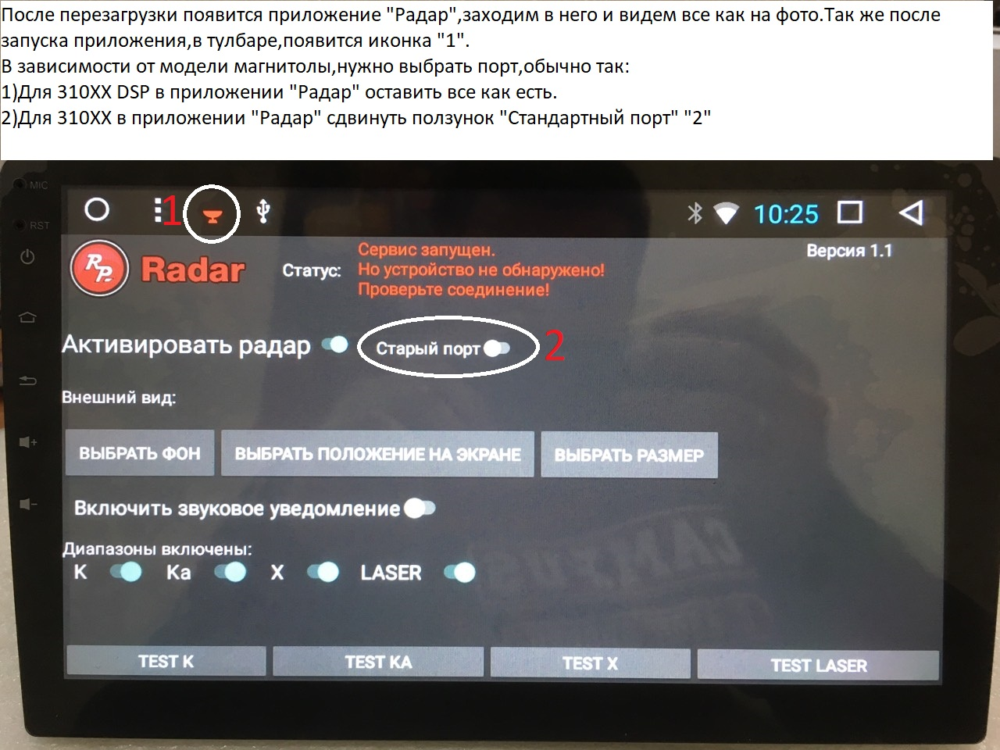 После перезагрузки появится приложение "Радар",заходим в него и видем все как на фото.Так же после
запуска приложения,в тулбаре,появится иконка "1".
В зависимости от модели магнитолы,нужно выбрать порт,обычно так:
1)Для 310XX DSP в приложении "Радар" оставить все как есть.
2)Для 310XX в приложении "Радар" сдвинуть ползунок "Стандартный порт" "2"
MIC
1
10:25
RST
RP Radar
Статус:
Сервис запущен.
Но устройство не обнаружено!
Проверьте соединение!
Версия 1.1
Активировать радар
Старый порт
2
Внешний вид:
ВЫБРАТЬ ФОН
ВЫБРАТЬ ПОЛОЖЕНИЕ НА ЭКРАНЕ
ВЫБРАТЬ РАЗМЕР
Включить звуковое уведомление
Диапазоны включены:
K Ka X LASER
TEST K
TEST KA
TEST X
TEST LASER